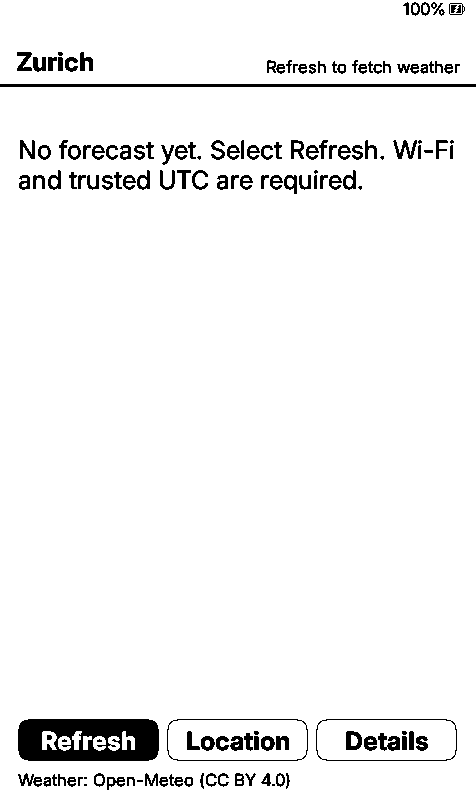 100%
Zurich
Refresh to fetch weather
No forecast yet. Select Refresh. Wi-Fi
and trusted UTC are required.
Refresh
Location
Details
Weather: Open-Meteo (CC BY 4.0)